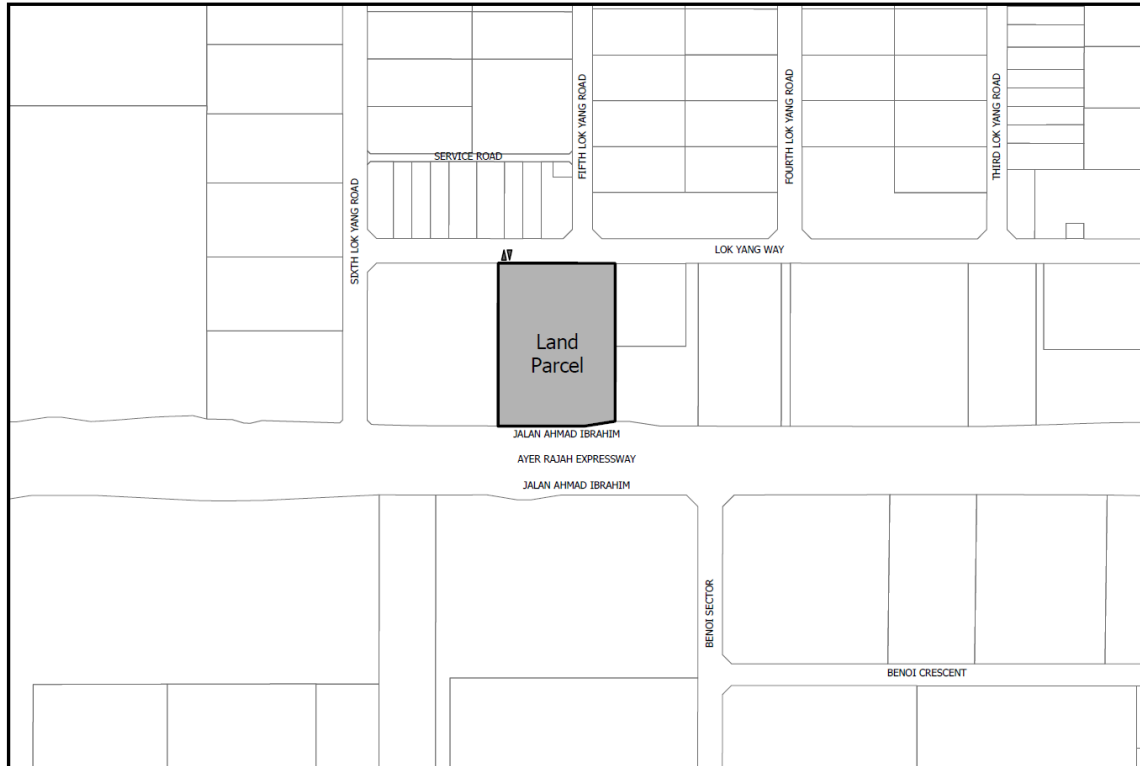 FIFTH LOK YANG ROAD
FOURTH LOK YANG ROAD
THIRD LOK YANG ROAD
SERVICE ROAD
SIXTH LOK YANG ROAD
LOK YANG WAY
Land
Parcel
JALAN AHMAD IBRAHIM
AYER RAJAH EXPRESSWAY
JALAN AHMAD IBRAHIM
BENOI SECTOR
BENOI CRESCENT